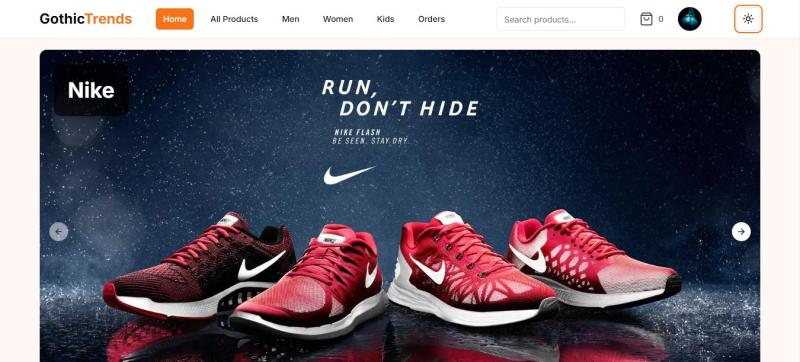 GothicTrends
Home
All Products
Men
Women
Kids
Orders
Search products...
0
Nike
RUN,
DON'T HIDE
NIKE FLASH
BE SEEN. STAY DRY.